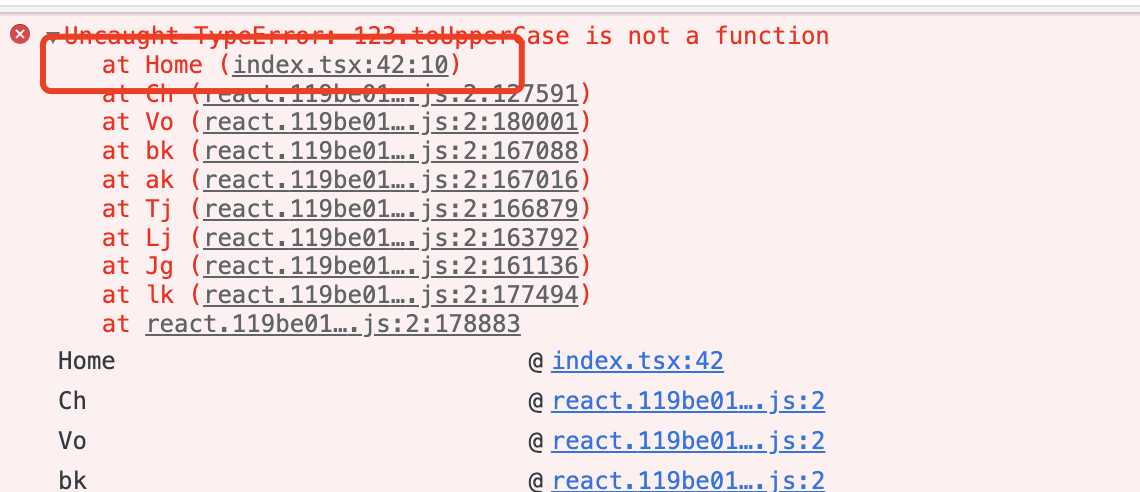 Uncaught TypeError: 123.toUpperCase is not a function
at Home (index.tsx:42:10)
at Ch (react.119be01….js:2:127591)
at Vo (react.119be01….js:2:180001)
at bk (react.119be01….js:2:167088)
at ak (react.119be01….js:2:167016)
at Tj (react.119be01….js:2:166879)
at Lj (react.119be01….js:2:163792)
at Jg (react.119be01….js:2:161136)
at lk (react.119be01….js:2:177494)
at react.119be01….js:2:178883
Home @ index.tsx:42
Ch @ react.119be01….js:2
Vo @ react.119be01….js:2
bk @ react.119be01….js:2